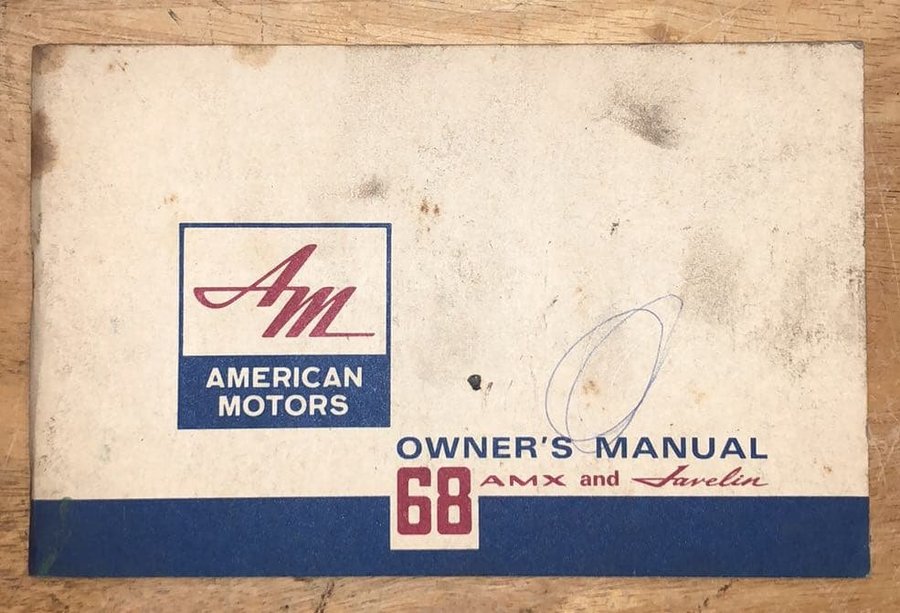 AM
AMERICAN
MOTORS
OWNER'S MANUAL
68 AMX and Javelin